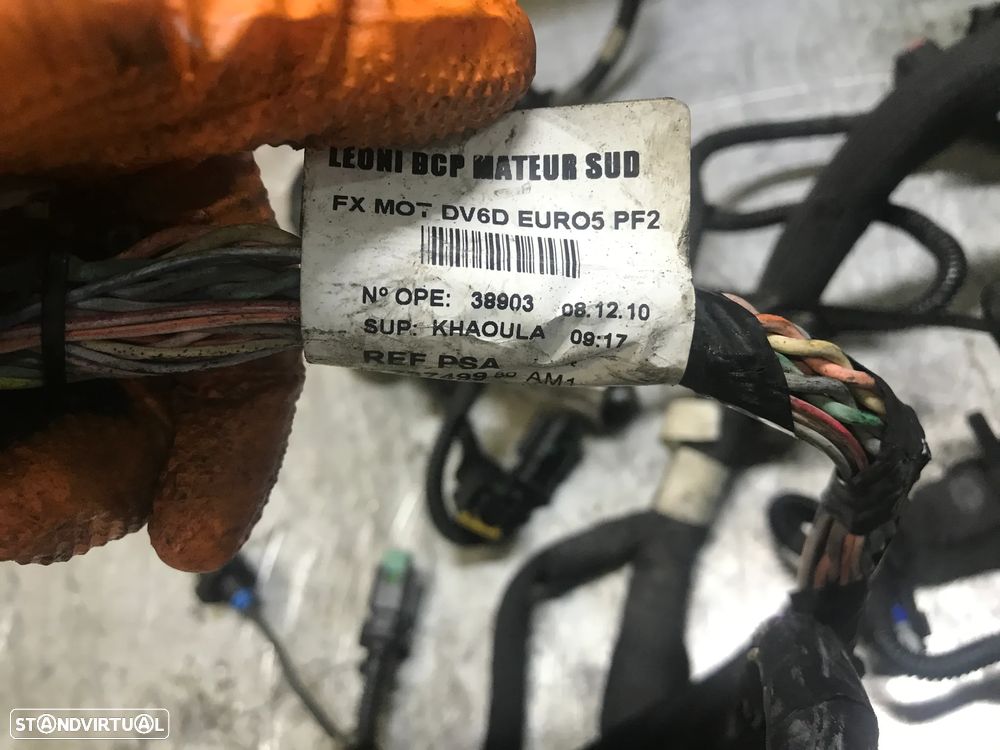 LEONI BCP MATEUR SUD
FX MOT DV6D EURO5 PF2
Nº OPE: 38903 08.12.10
SUP: KHAOULA 09:17
REF PSA
80 AM1
STANDVIRTUAL